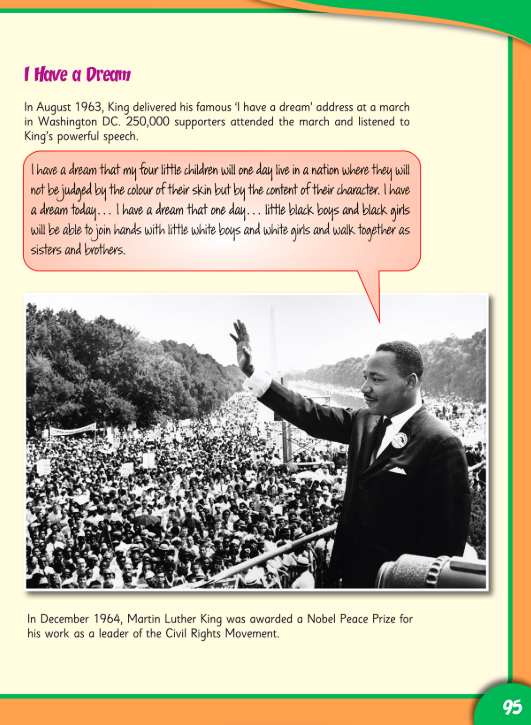 I Have a Dream
In August 1963, King delivered his famous ‘I have a dream’ address at a march
in Washington DC. 250,000 supporters attended the march and listened to
King’s powerful speech.
I have a dream that my four little children will one day live in a nation where they will
not be judged by the colour of their skin but by the content of their character. I have
a dream today... I have a dream that one day... little black boys and black girls
will be able to join hands with little white boys and white girls and walk together as
sisters and brothers.
In December 1964, Martin Luther King was awarded a Nobel Peace Prize for
his work as a leader of the Civil Rights Movement.
95